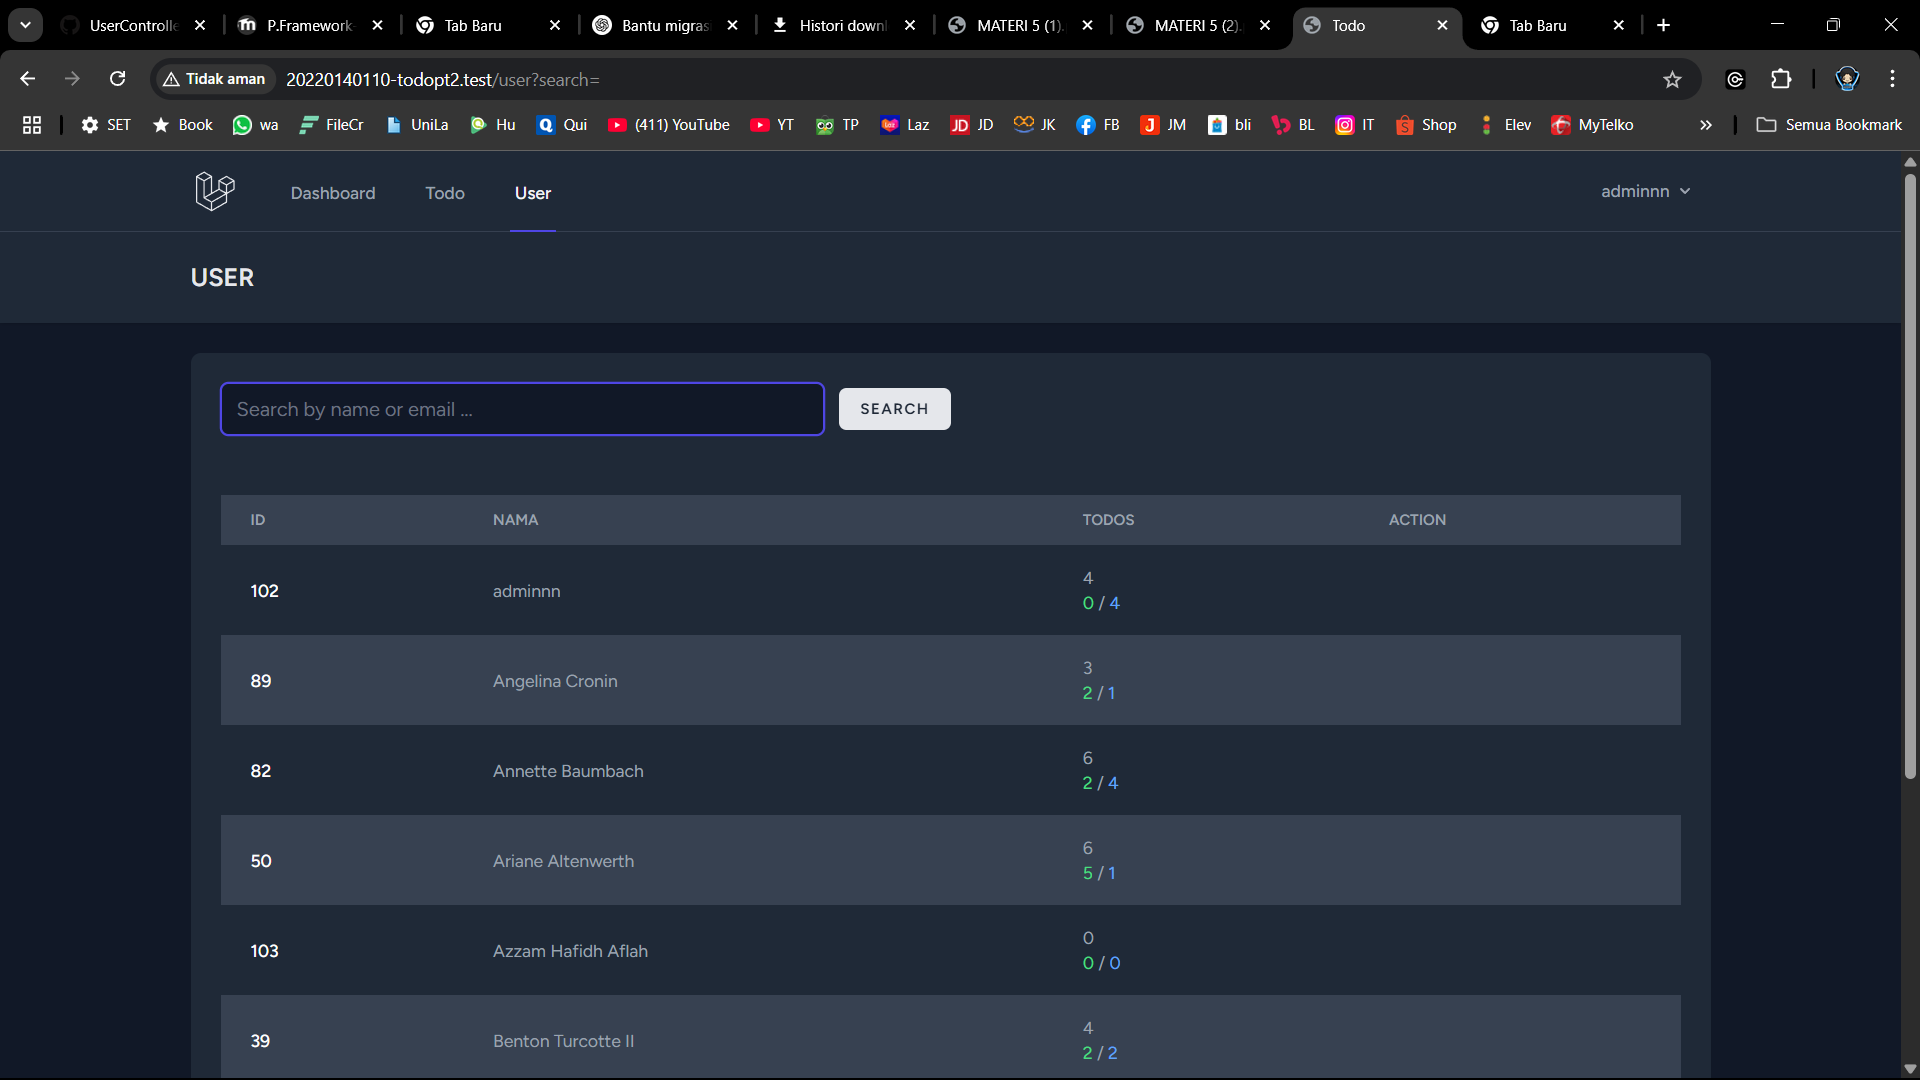 UserControlle
P.Framework-
Tab Baru
Bantu migras
Histori downl
MATERI 5 (1).
MATERI 5 (2).
Todo
Tab Baru
Tidak aman
20220140110-todopt2.test/user?search=
SET
Book
wa
FileCr
UniLa
Hu
Qui
(411) YouTube
YT
TP
Laz
JD
JK
FB
JM
bli
BL
IT
Shop
Elev
MyTelko
Semua Bookmark
Dashboard
Todo
User
adminnn
USER
Search by name or email ...
SEARCH
ID NAMA TODOS ACTION
102 adminnn 4
0 / 4
89 Angelina Cronin 3
2 / 1
82 Annette Baumbach 6
2 / 4
50 Ariane Altenwerth 6
5 / 1
103 Azzam Hafidh Aflah 0
0 / 0
39 Benton Turcotte II 4
2 / 2